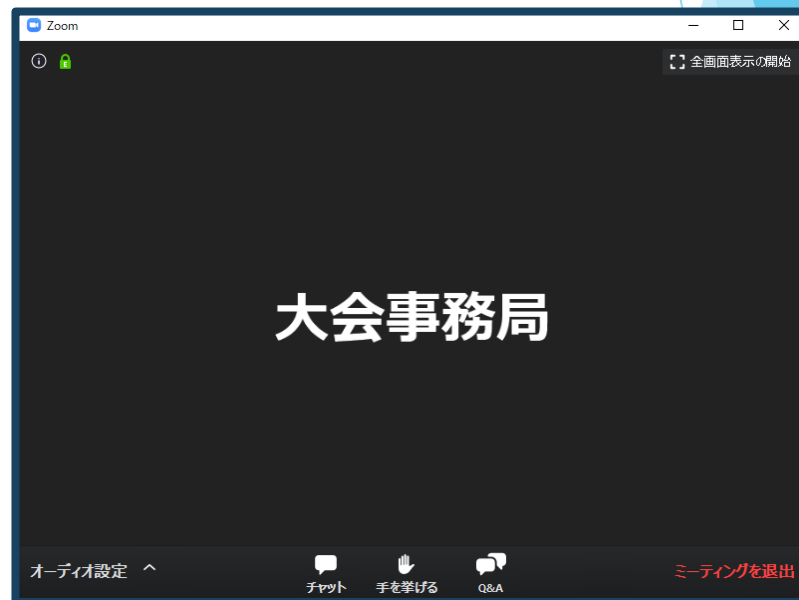 Zoom
全画面表示の開始
大会事務局
オーディオ設定
チャット
手を挙げる
Q&A
ミーティングを退出